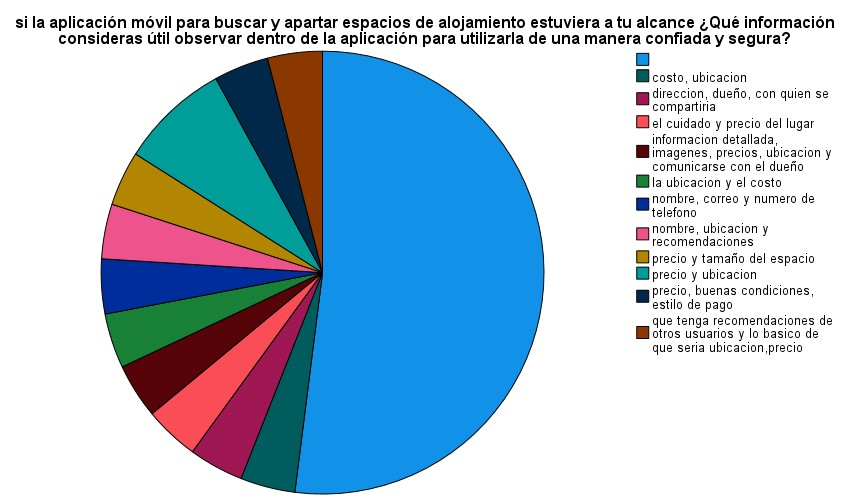 si la aplicación móvil para buscar y apartar espacios de alojamiento estuviera a tu alcance ¿Qué información
consideras útil observar dentro de la aplicación para utilizarla de una manera confiada y segura?
costo, ubicacion
direccion, dueño, con quien se
compartiria
el cuidado y precio del lugar
informacion detallada,
imagenes, precios, ubicacion y
comunicarse con el dueño
la ubicacion y el costo
nombre, correo y numero de
telefono
nombre, ubicacion y
recomendaciones
precio y tamaño del espacio
precio y ubicacion
precio, buenas condiciones,
estilo de pago
que tenga recomendaciones de
otros usuarios y lo basico de
que seria ubicacion,precio